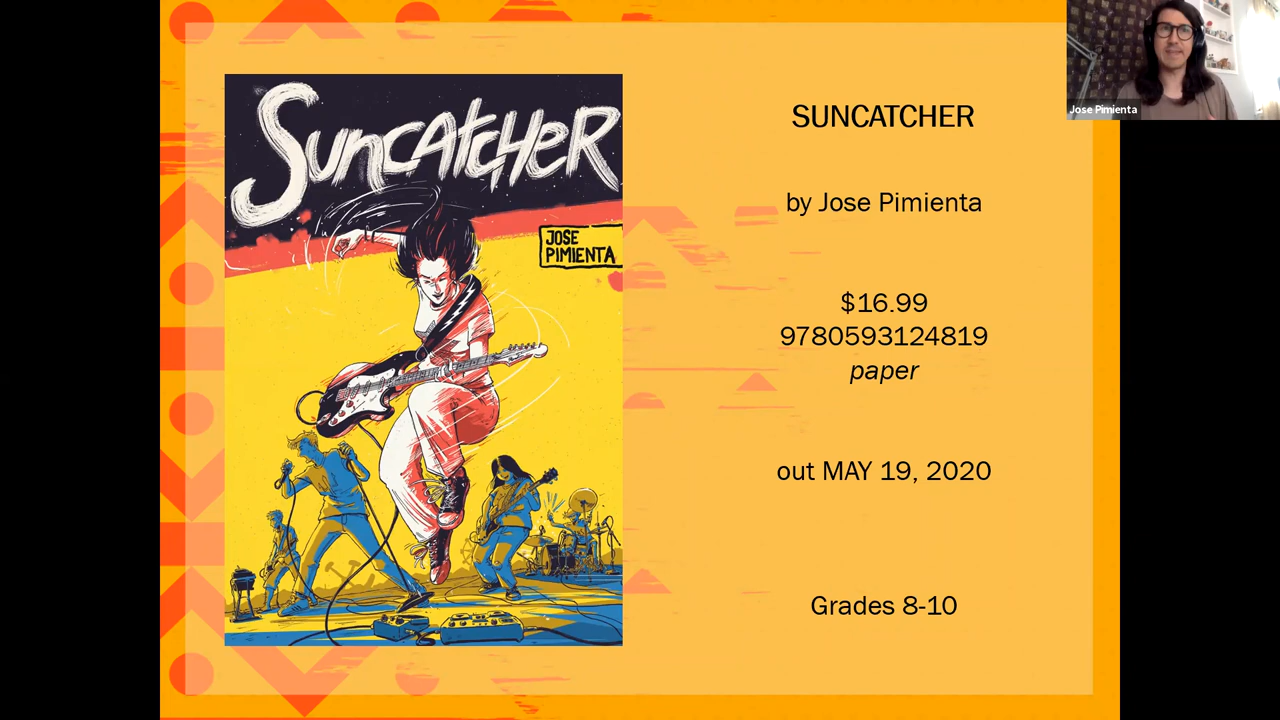 SuncAtcHeR
JOSE
PIMIENTA
SUNCATCHER
by Jose Pimienta
$16.99
9780593124819
paper
out MAY 19, 2020
Grades 8-10
Jose Pimienta